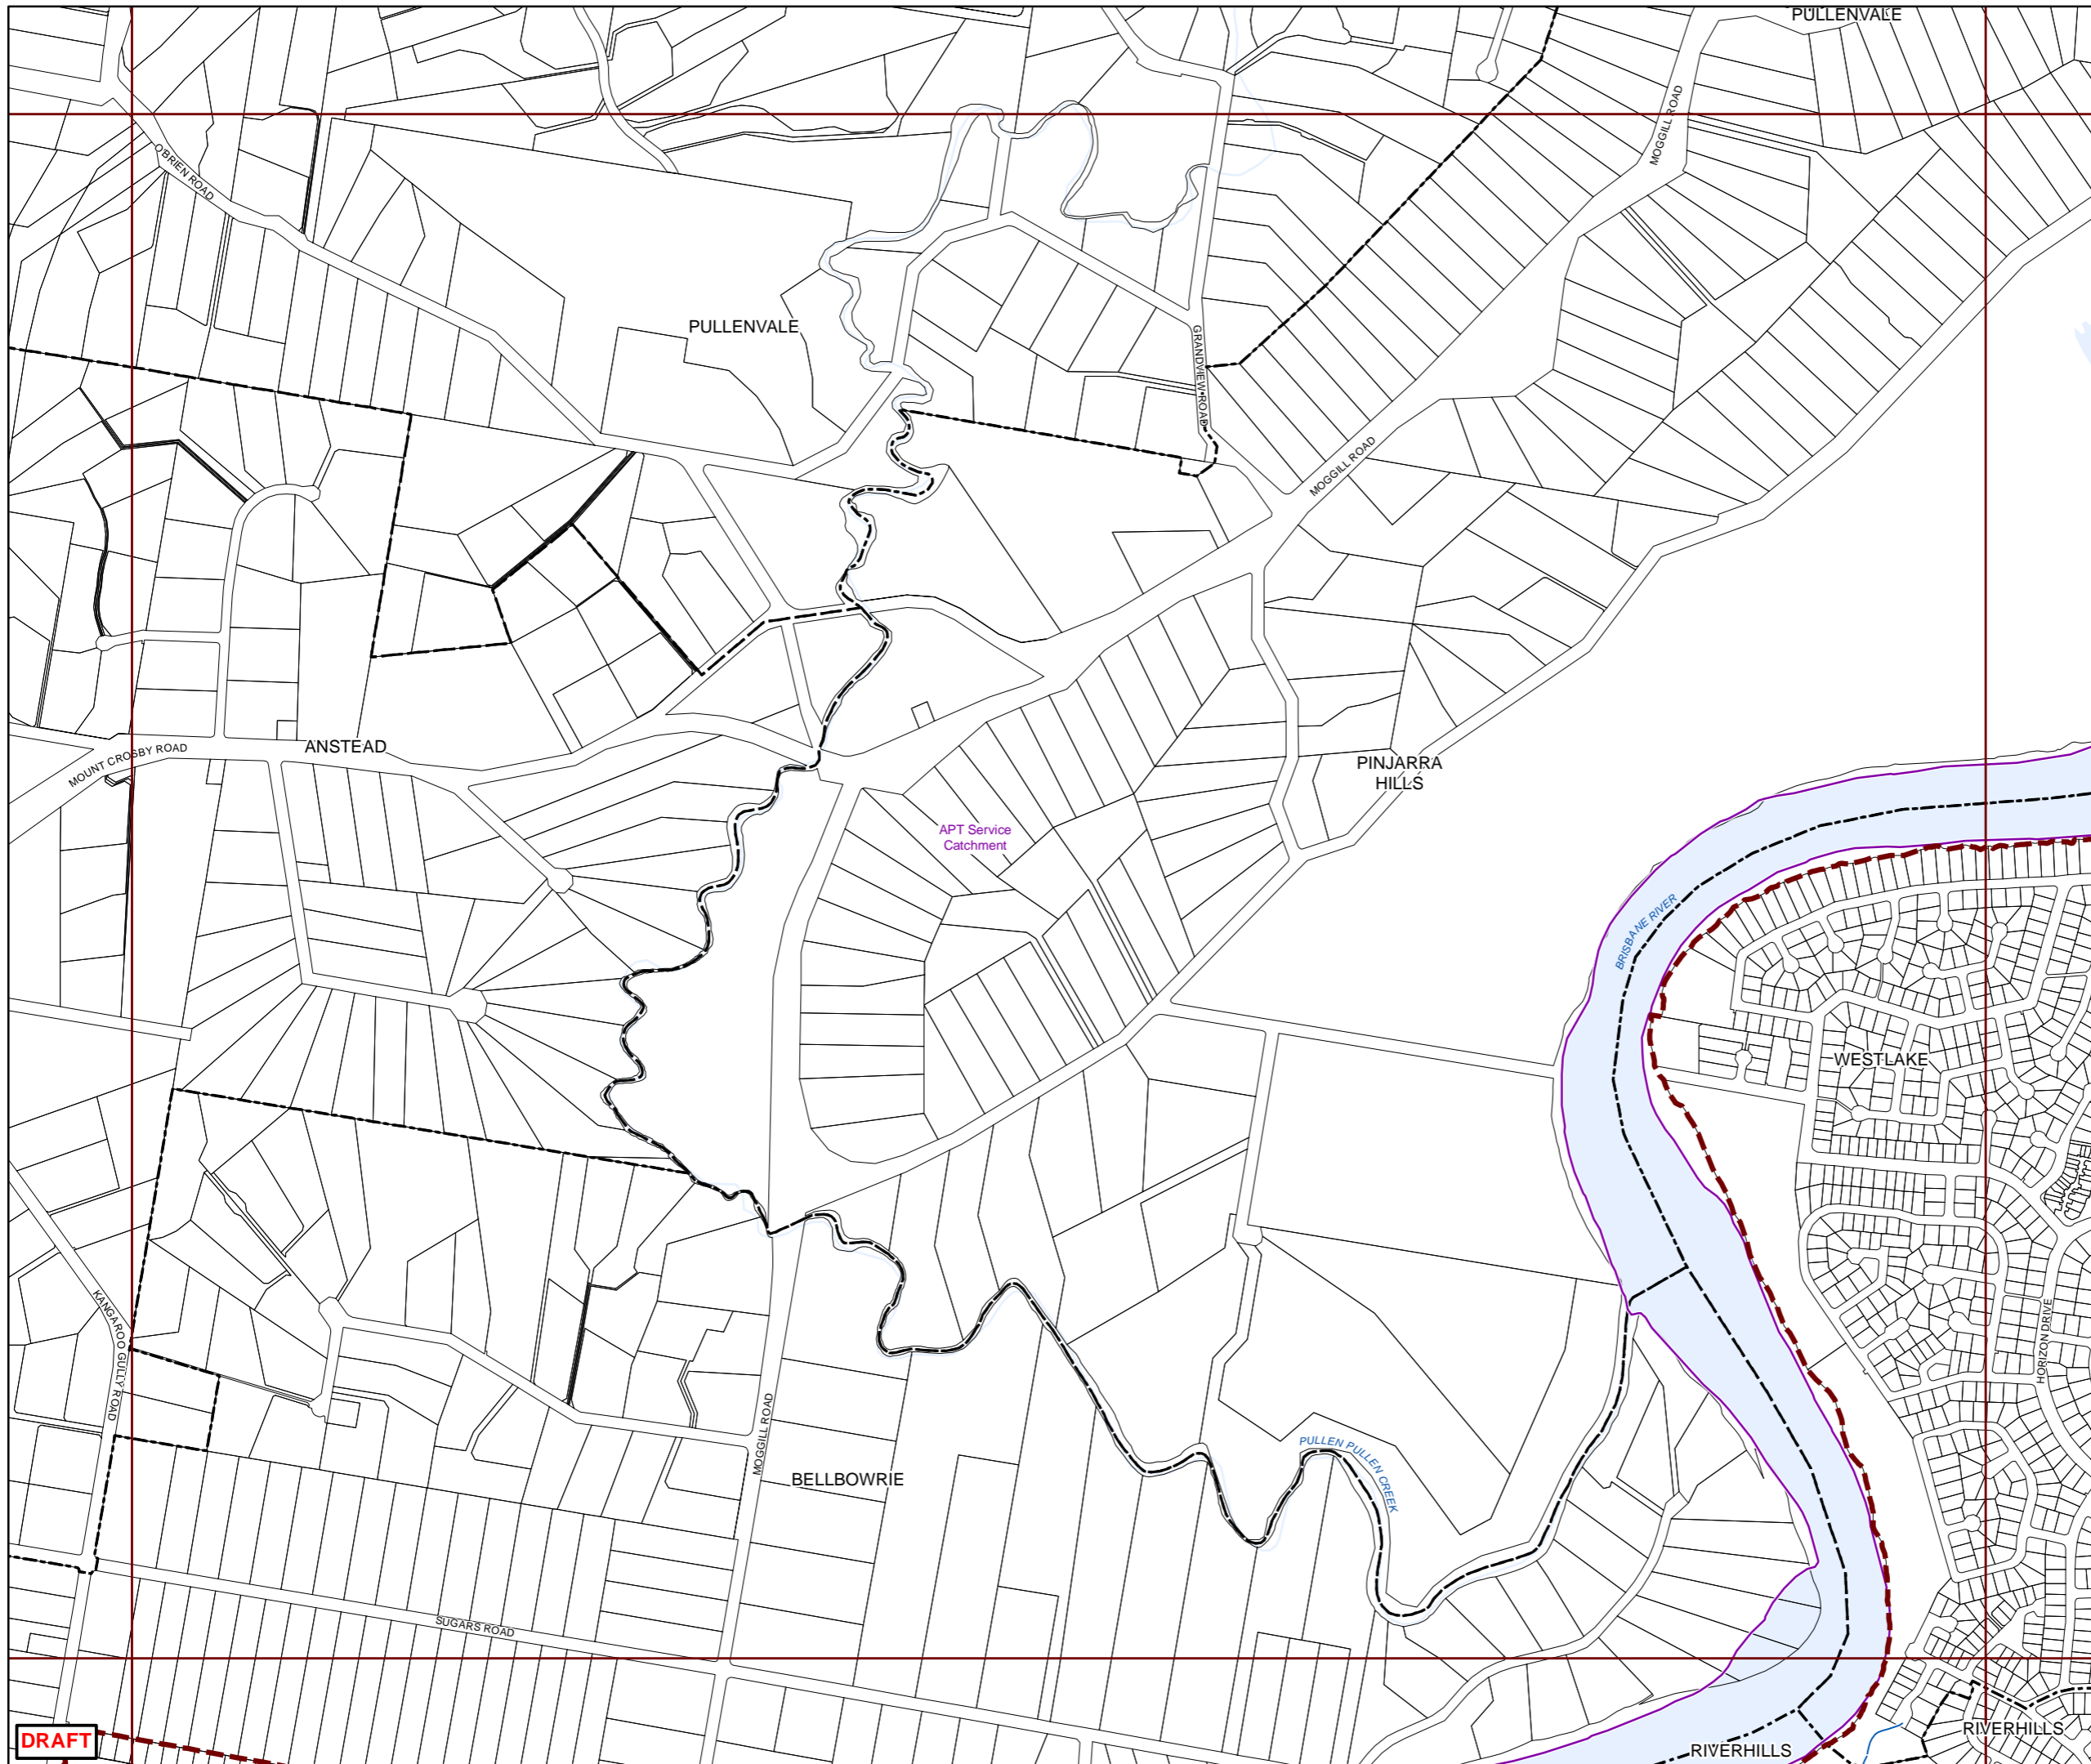 PULLENVALE
MOGGILL ROAD
O'BRIEN ROAD
PULLENVALE
GRANDVIEW ROAD
MOGGILL ROAD
ANSTEAD
MOUNT CROSBY ROAD
PINJARRA
HILLS
APT Service
Catchment
BRISBANE RIVER
WESTLAKE
KANGAROO GULLY ROAD
HORIZON DRIVE
MOGGILL ROAD
PULLEN PULLEN CREEK
BELLBOWRIE
SUGARS ROAD
DRAFT
RIVERHILLS
RIVERHILLS